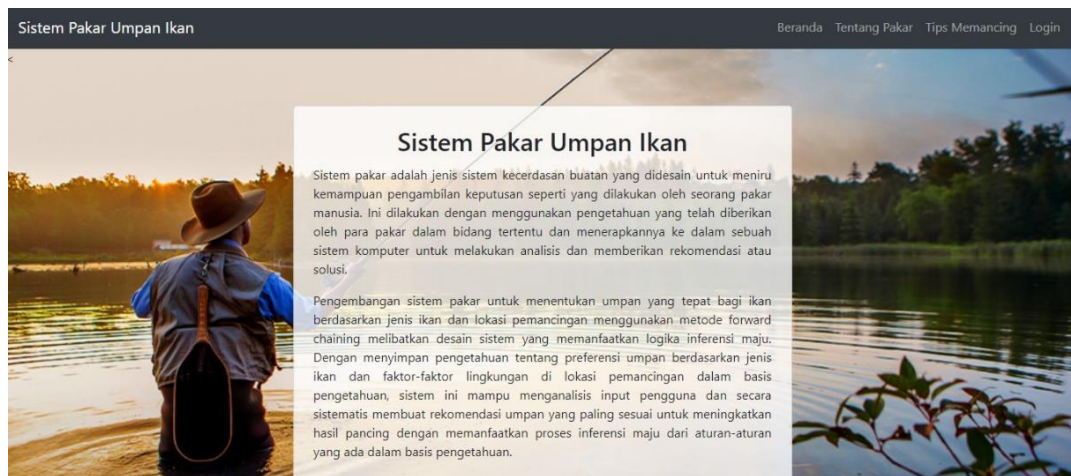 Sistem Pakar Umpan Ikan
Beranda Tentang Pakar Tips Memancing Login
<
Sistem Pakar Umpan Ikan
Sistem pakar adalah jenis sistem kecerdasan buatan yang didesain untuk meniru
kemampuan pengambilan keputusan seperti yang dilakukan oleh seorang pakar
manusia. Ini dilakukan dengan menggunakan pengetahuan yang telah diberikan
oleh para pakar dalam bidang tertentu dan menerapkannya ke dalam sebuah
sistem komputer untuk melakukan analisis dan memberikan rekomendasi atau
solusi.
Pengembangan sistem pakar untuk menentukan umpan yang tepat bagi ikan
berdasarkan jenis ikan dan lokasi pemancingan menggunakan metode forward
chaining melibatkan desain sistem yang memanfaatkan logika inferensi maju.
Dengan menyimpan pengetahuan tentang preferensi umpan berdasarkan jenis
ikan dan faktor-faktor lingkungan di lokasi pemancingan dalam basis
pengetahuan, sistem ini mampu menganalisis input pengguna dan secara
sistematis membuat rekomendasi umpan yang paling sesuai untuk meningkatkan
hasil pancing dengan memanfaatkan proses inferensi maju dari aturan-aturan
yang ada dalam basis pengetahuan.